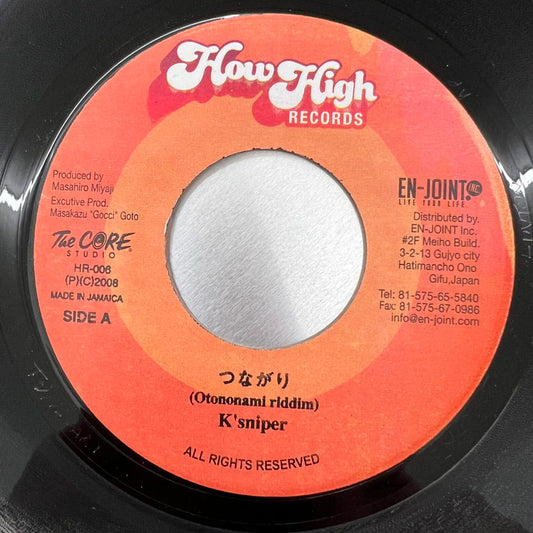 How High
RECORDS
Produced by
Masahiro Miyaji
Excutive Prod.
Masakazu "Gocci" Goto
The CORE
STUDIO
HR-006
(P)(C)2008
MADE IN JAMAICA
SIDE A
EN-JOINT INC
LIVE YOUR LIFE
Distributed by.
EN-JOINT Inc.
#2F Meiho Build.
3-2-13 Gujyo city
Hatimancho Ono
Gifu,Japan
Tel: 81-575-65-5840
Fax: 81-575-67-0986
info@en-joint.com
つながり
(Otononami riddim)
K'sniper
ALL RIGHTS RESERVED